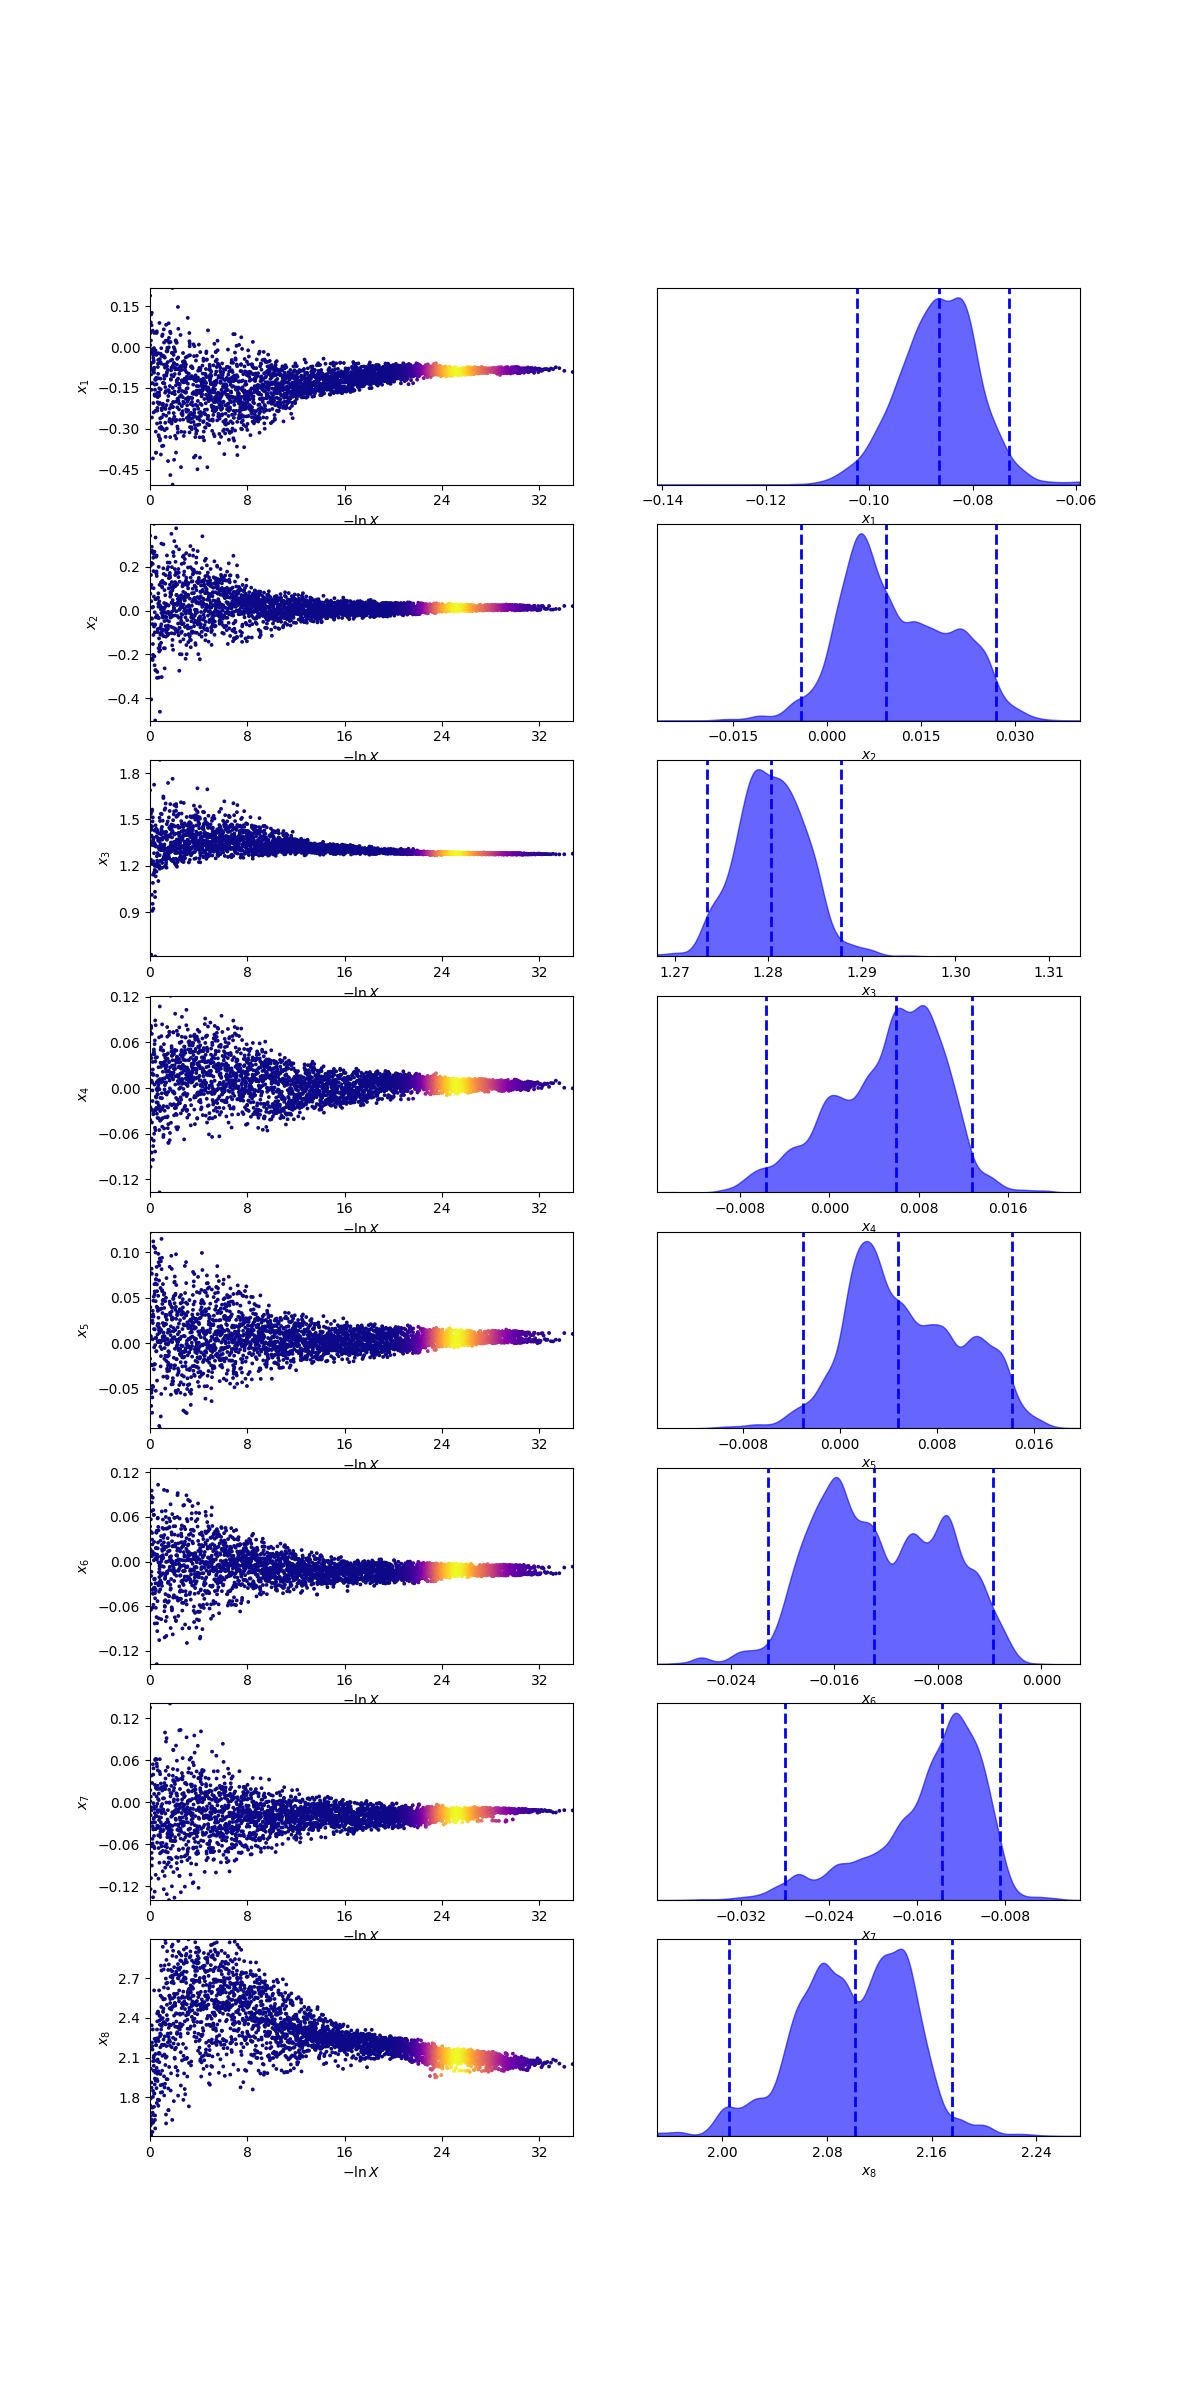 0.15
0.00
−0.15
−0.30
−0.45
x₁
0 8 16 24 32
−ln X
−0.14 −0.12 −0.10 −0.08 −0.06
x₁
0.2
0.0
−0.2
−0.4
x₂
0 8 16 24 32
−ln X
−0.015 0.000 0.015 0.030
x₂
1.8
1.5
1.2
0.9
x₃
0 8 16 24 32
−ln X
1.27 1.28 1.29 1.30 1.31
x₃
0.12
0.06
0.00
−0.06
−0.12
x₄
0 8 16 24 32
−ln X
−0.008 0.000 0.008 0.016
x₄
0.10
0.05
0.00
−0.05
x₅
0 8 16 24 32
−ln X
−0.008 0.000 0.008 0.016
x₅
0.12
0.06
0.00
−0.06
−0.12
x₆
0 8 16 24 32
−ln X
−0.024 −0.016 −0.008 0.000
x₆
0.12
0.06
0.00
−0.06
−0.12
x₇
0 8 16 24 32
−ln X
−0.032 −0.024 −0.016 −0.008
x₇
2.7
2.4
2.1
1.8
x₈
0 8 16 24 32
−ln X
2.00 2.08 2.16 2.24
x₈